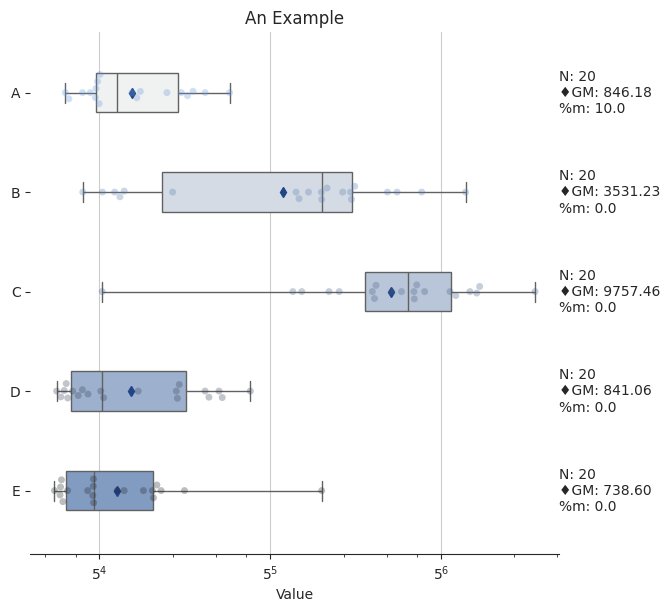 An Example
A
N: 20
♦GM: 846.18
%m: 10.0
B
N: 20
♦GM: 3531.23
%m: 0.0
C
N: 20
♦GM: 9757.46
%m: 0.0
D
N: 20
♦GM: 841.06
%m: 0.0
E
N: 20
♦GM: 738.60
%m: 0.0
5⁴ 5⁵ 5⁶
Value